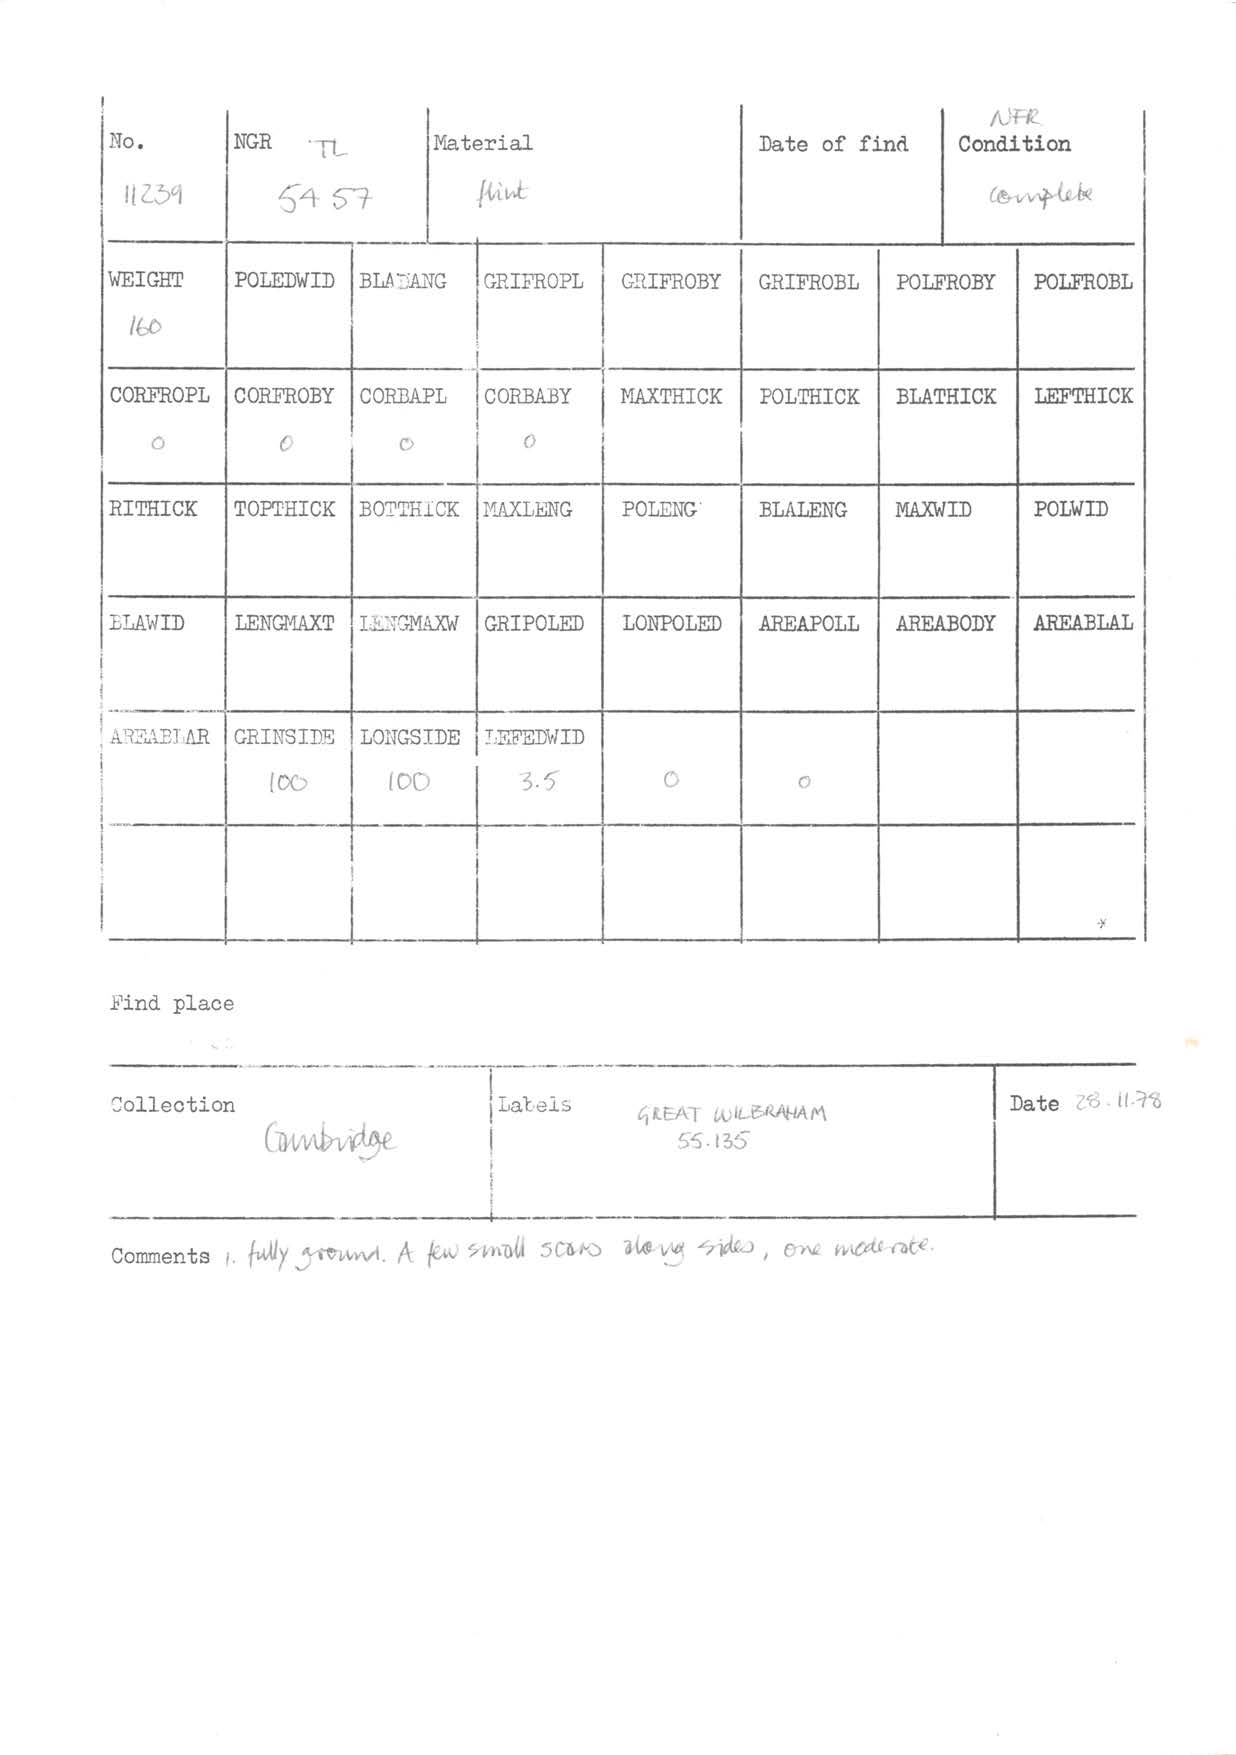 NFR
No. NGR TL Material Date of find Condition
11239 54 57 flint complete
WEIGHT POLEDWID BLADANG GRIFROPL GRIFROBY GRIFROBL POLFROBY POLFROBL
160
CORFROPL CORFROBY CORBAPL CORBABY MAXTHICK POLTHICK BLATHICK LEFTHICK
0 0 0 0
RITHICK TOPTHICK BOTTHICK MAXLENG POLENG BLALENG MAXWID POLWID
BLAWID LENGMAXT LENGMAXW GRIPOLED LONPOLED AREAPOLL AREABODY AREABLAL
AREABLAR GRINSIDE LONGSIDE LEFEDWID
100 100 3.5 0 0
*
Find place
Collection Labels GREAT WILBRAHAM Date 28.11.78
Cambridge 55.135
Comments 1. fully ground. A few small scars along sides, one moderate.